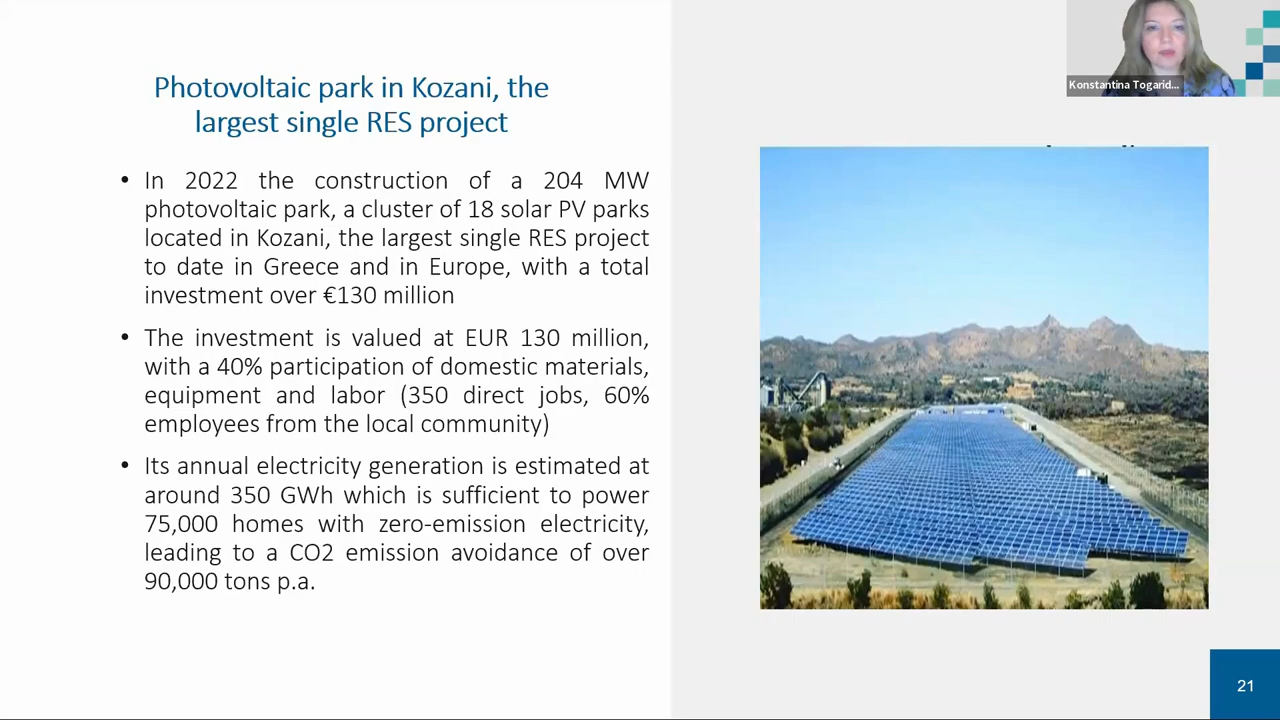 Konstantina Togarid...
Photovoltaic park in Kozani, the
largest single RES project
• In 2022 the construction of a 204 MW
photovoltaic park, a cluster of 18 solar PV parks
located in Kozani, the largest single RES project
to date in Greece and in Europe, with a total
investment over €130 million
• The investment is valued at EUR 130 million,
with a 40% participation of domestic materials,
equipment and labor (350 direct jobs, 60%
employees from the local community)
• Its annual electricity generation is estimated at
around 350 GWh which is sufficient to power
75,000 homes with zero-emission electricity,
leading to a CO2 emission avoidance of over
90,000 tons p.a.
21